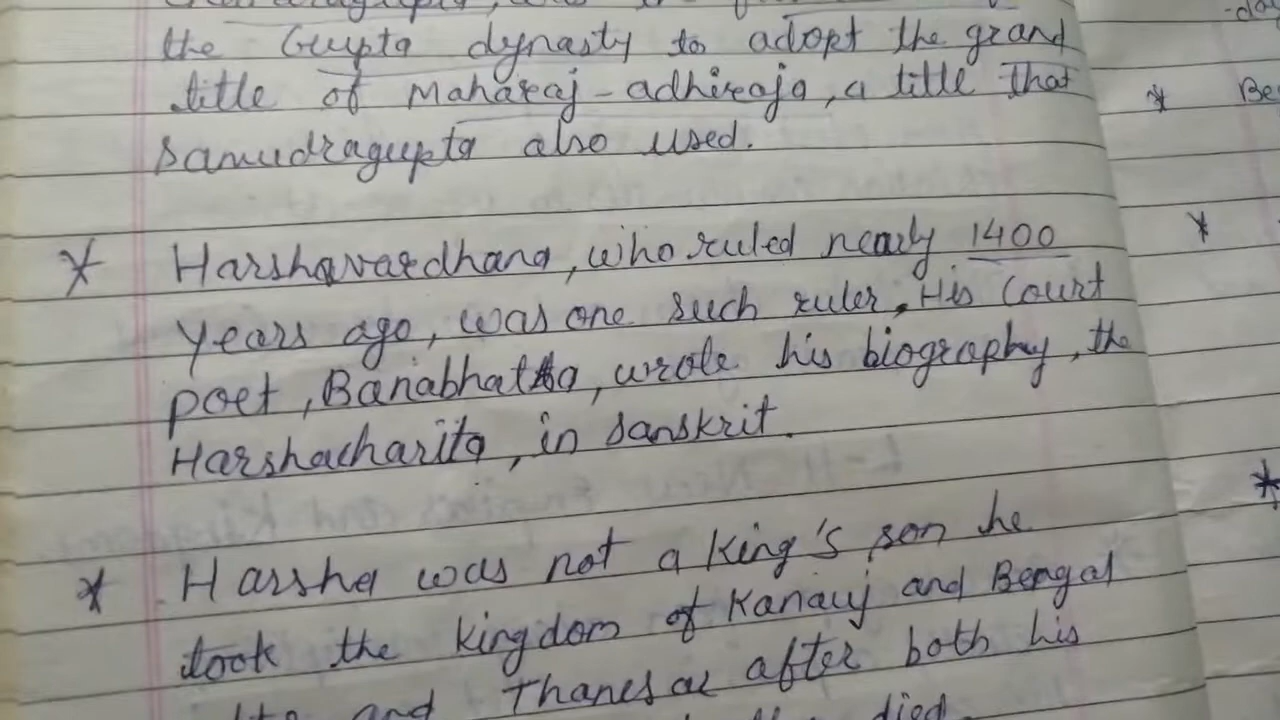 the Gupta dynasty to adopt the grand
title of Maharaj-adhiraja, a title that
Samudragupta also used.
* Harshavardhana, who ruled nearly 1400
years ago, was one such ruler. His Court
poet, Banabhatta, wrote his biography, the
Harshacharita, in Sanskrit.
* Harsha was not a King's son he
took the kingdom of Kanauj and Bengal
and Thanesar after both his
died
* Be
*
*